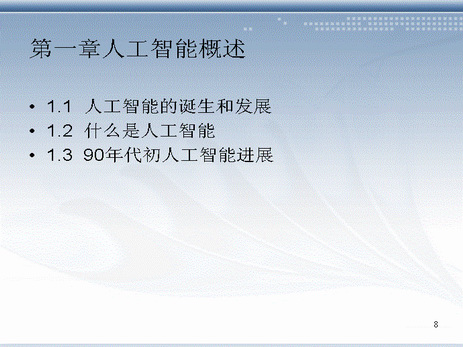 第一章人工智能概述
• 1.1 人工智能的诞生和发展
• 1.2 什么是人工智能
• 1.3 90年代初人工智能进展
8